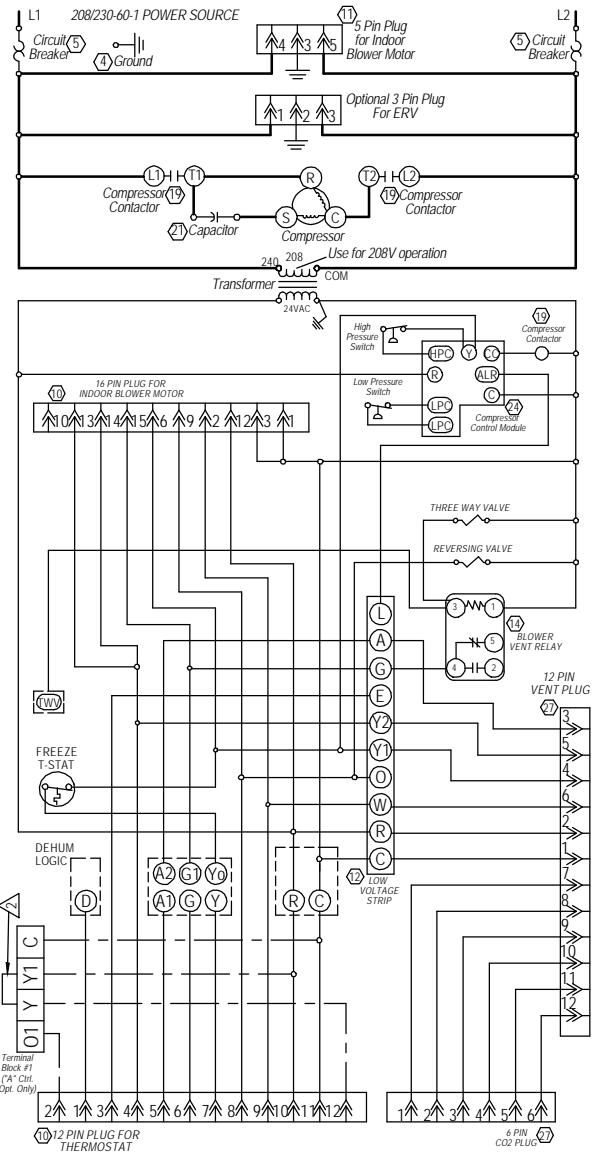 L1 208/230-60-1 POWER SOURCE L2
11
5 Pin Plug
for Indoor
Blower Motor
4 3 5
Circuit
Breaker 5
4 Ground
5 Circuit
Breaker
Optional 3 Pin Plug
For ERV
1 2 3
L1 T1 R T2 L2
Compressor
Contactor 19
19 Compressor
Contactor
S C
21 Capacitor
Compressor
240 208 Use for 208V operation
Transformer COM
24VAC
High
Pressure
Switch
19
Compressor
Contactor
HPC Y CC
R ALR
C
Low Pressure
Switch
LPC
LPC
24
Compressor
Control Module
10
16 PIN PLUG FOR
INDOOR BLOWER MOTOR
10 13 14 15 6 9 2 12 3 1
THREE WAY VALVE
REVERSING VALVE
3 1
5
4 2
14
BLOWER
VENT RELAY
L
A
G
E
Y2
Y1
O
W
R
C
12 LOW
VOLTAGE
STRIP
TWV
12 PIN
VENT PLUG
27
3
5
4
6
2
1
7
8
9
10
11
12
FREEZE
T-STAT
DEHUM
LOGIC
D
A2 G1 Yo
A1 G Y
R C
2
C
Y1
Y
O1
Terminal
Block #1
("A" Ctrl.
Opt. Only)
2 1 3 4 5 6 7 8 9 10 11 12
10 12 PIN PLUG FOR
THERMOSTAT
1 2 3 4 5 6
6 PIN
CO2 PLUG 27